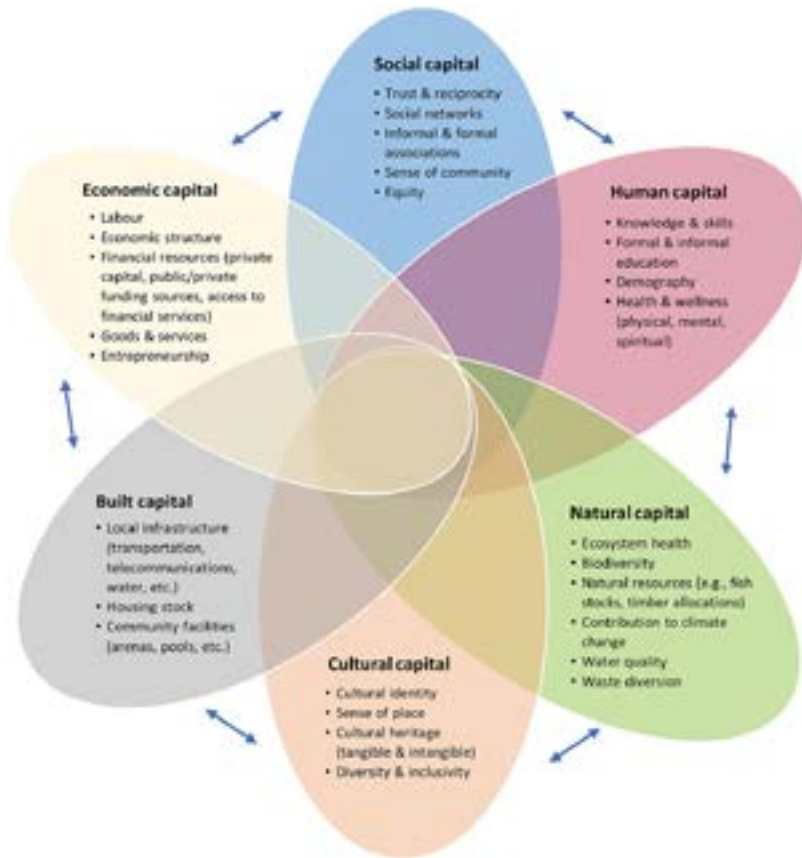 Social capital
• Trust & reciprocity
• Social networks
• Informal & formal
associations
• Sense of community
• Equity
Economic capital
• Labour
• Economic structure
• Financial resources (private
capital, public/private
funding sources, access to
financial services)
• Goods & services
• Entrepreneurship
Human capital
• Knowledge & skills
• Formal & informal
education
• Demography
• Health & wellness
(physical, mental,
spiritual)
Built capital
• Local infrastructure
(transportation,
telecommunications,
water, etc.)
• Housing stock
• Community facilities
(arenas, pools, etc.)
Natural capital
• Ecosystem health
• Biodiversity
• Natural resources (e.g., fish
stocks, timber allocations)
• Contribution to climate
change
• Water quality
• Waste diversion
Cultural capital
• Cultural identity
• Sense of place
• Cultural heritage
(tangible & intangible)
• Diversity & inclusivity